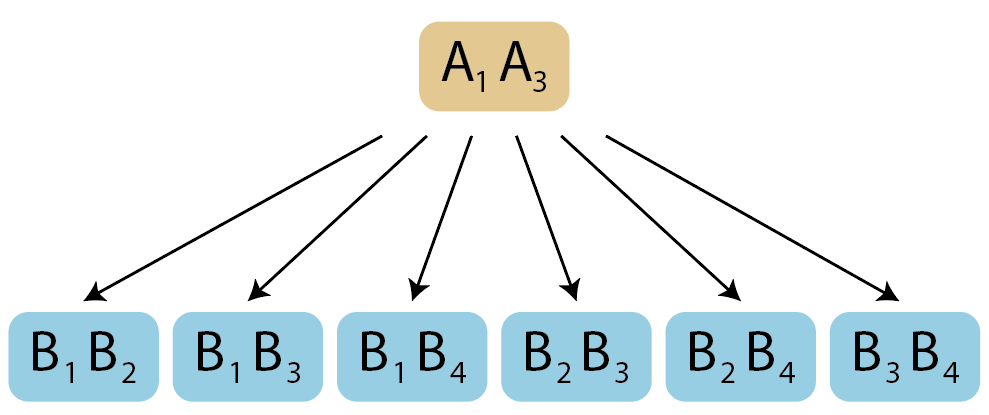 A₁ A₃
B₁ B₂ B₁ B₃ B₁ B₄ B₂ B₃ B₂ B₄ B₃ B₄